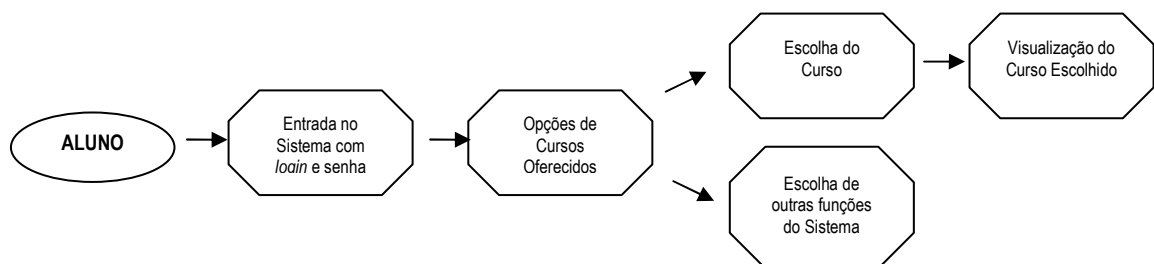 ALUNO
Entrada no
Sistema com
login e senha
Opções de
Cursos
Oferecidos
Escolha do
Curso
Visualização do
Curso Escolhido
Escolha de
outras funções
do Sistema